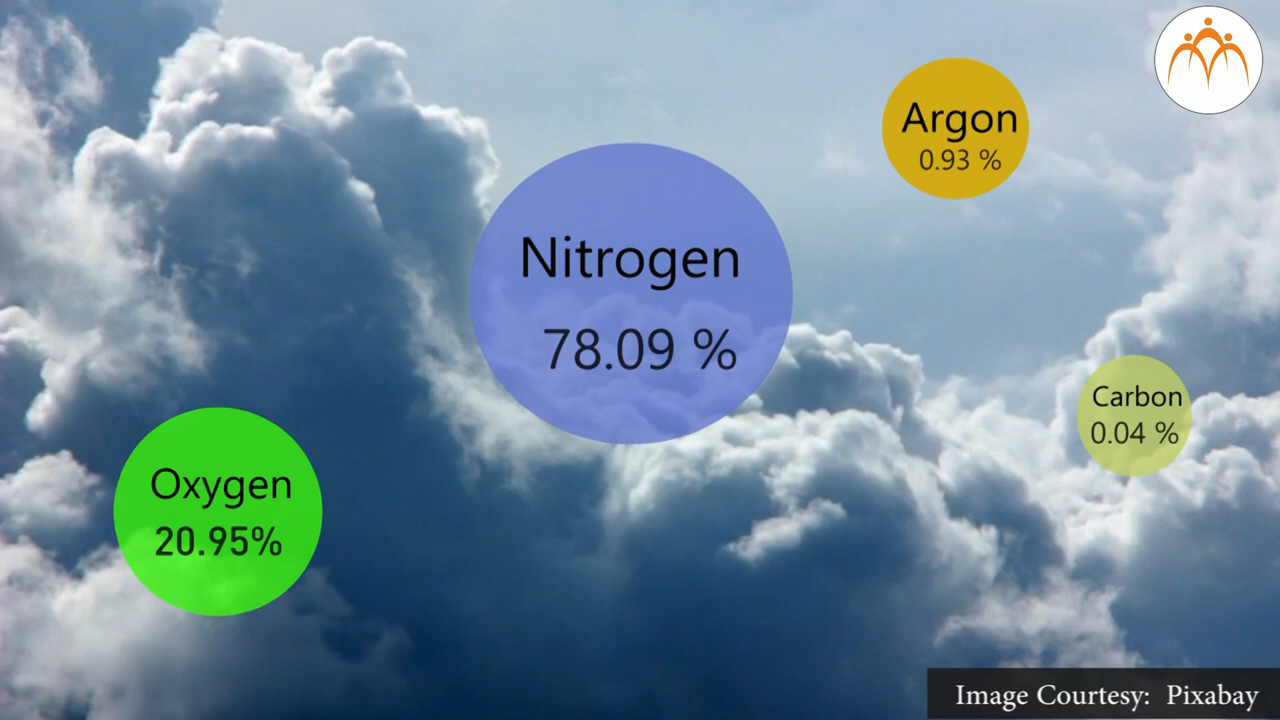 Argon
0.93 %
Nitrogen
78.09 %
Carbon
0.04 %
Oxygen
20.95%
Image Courtesy: Pixabay